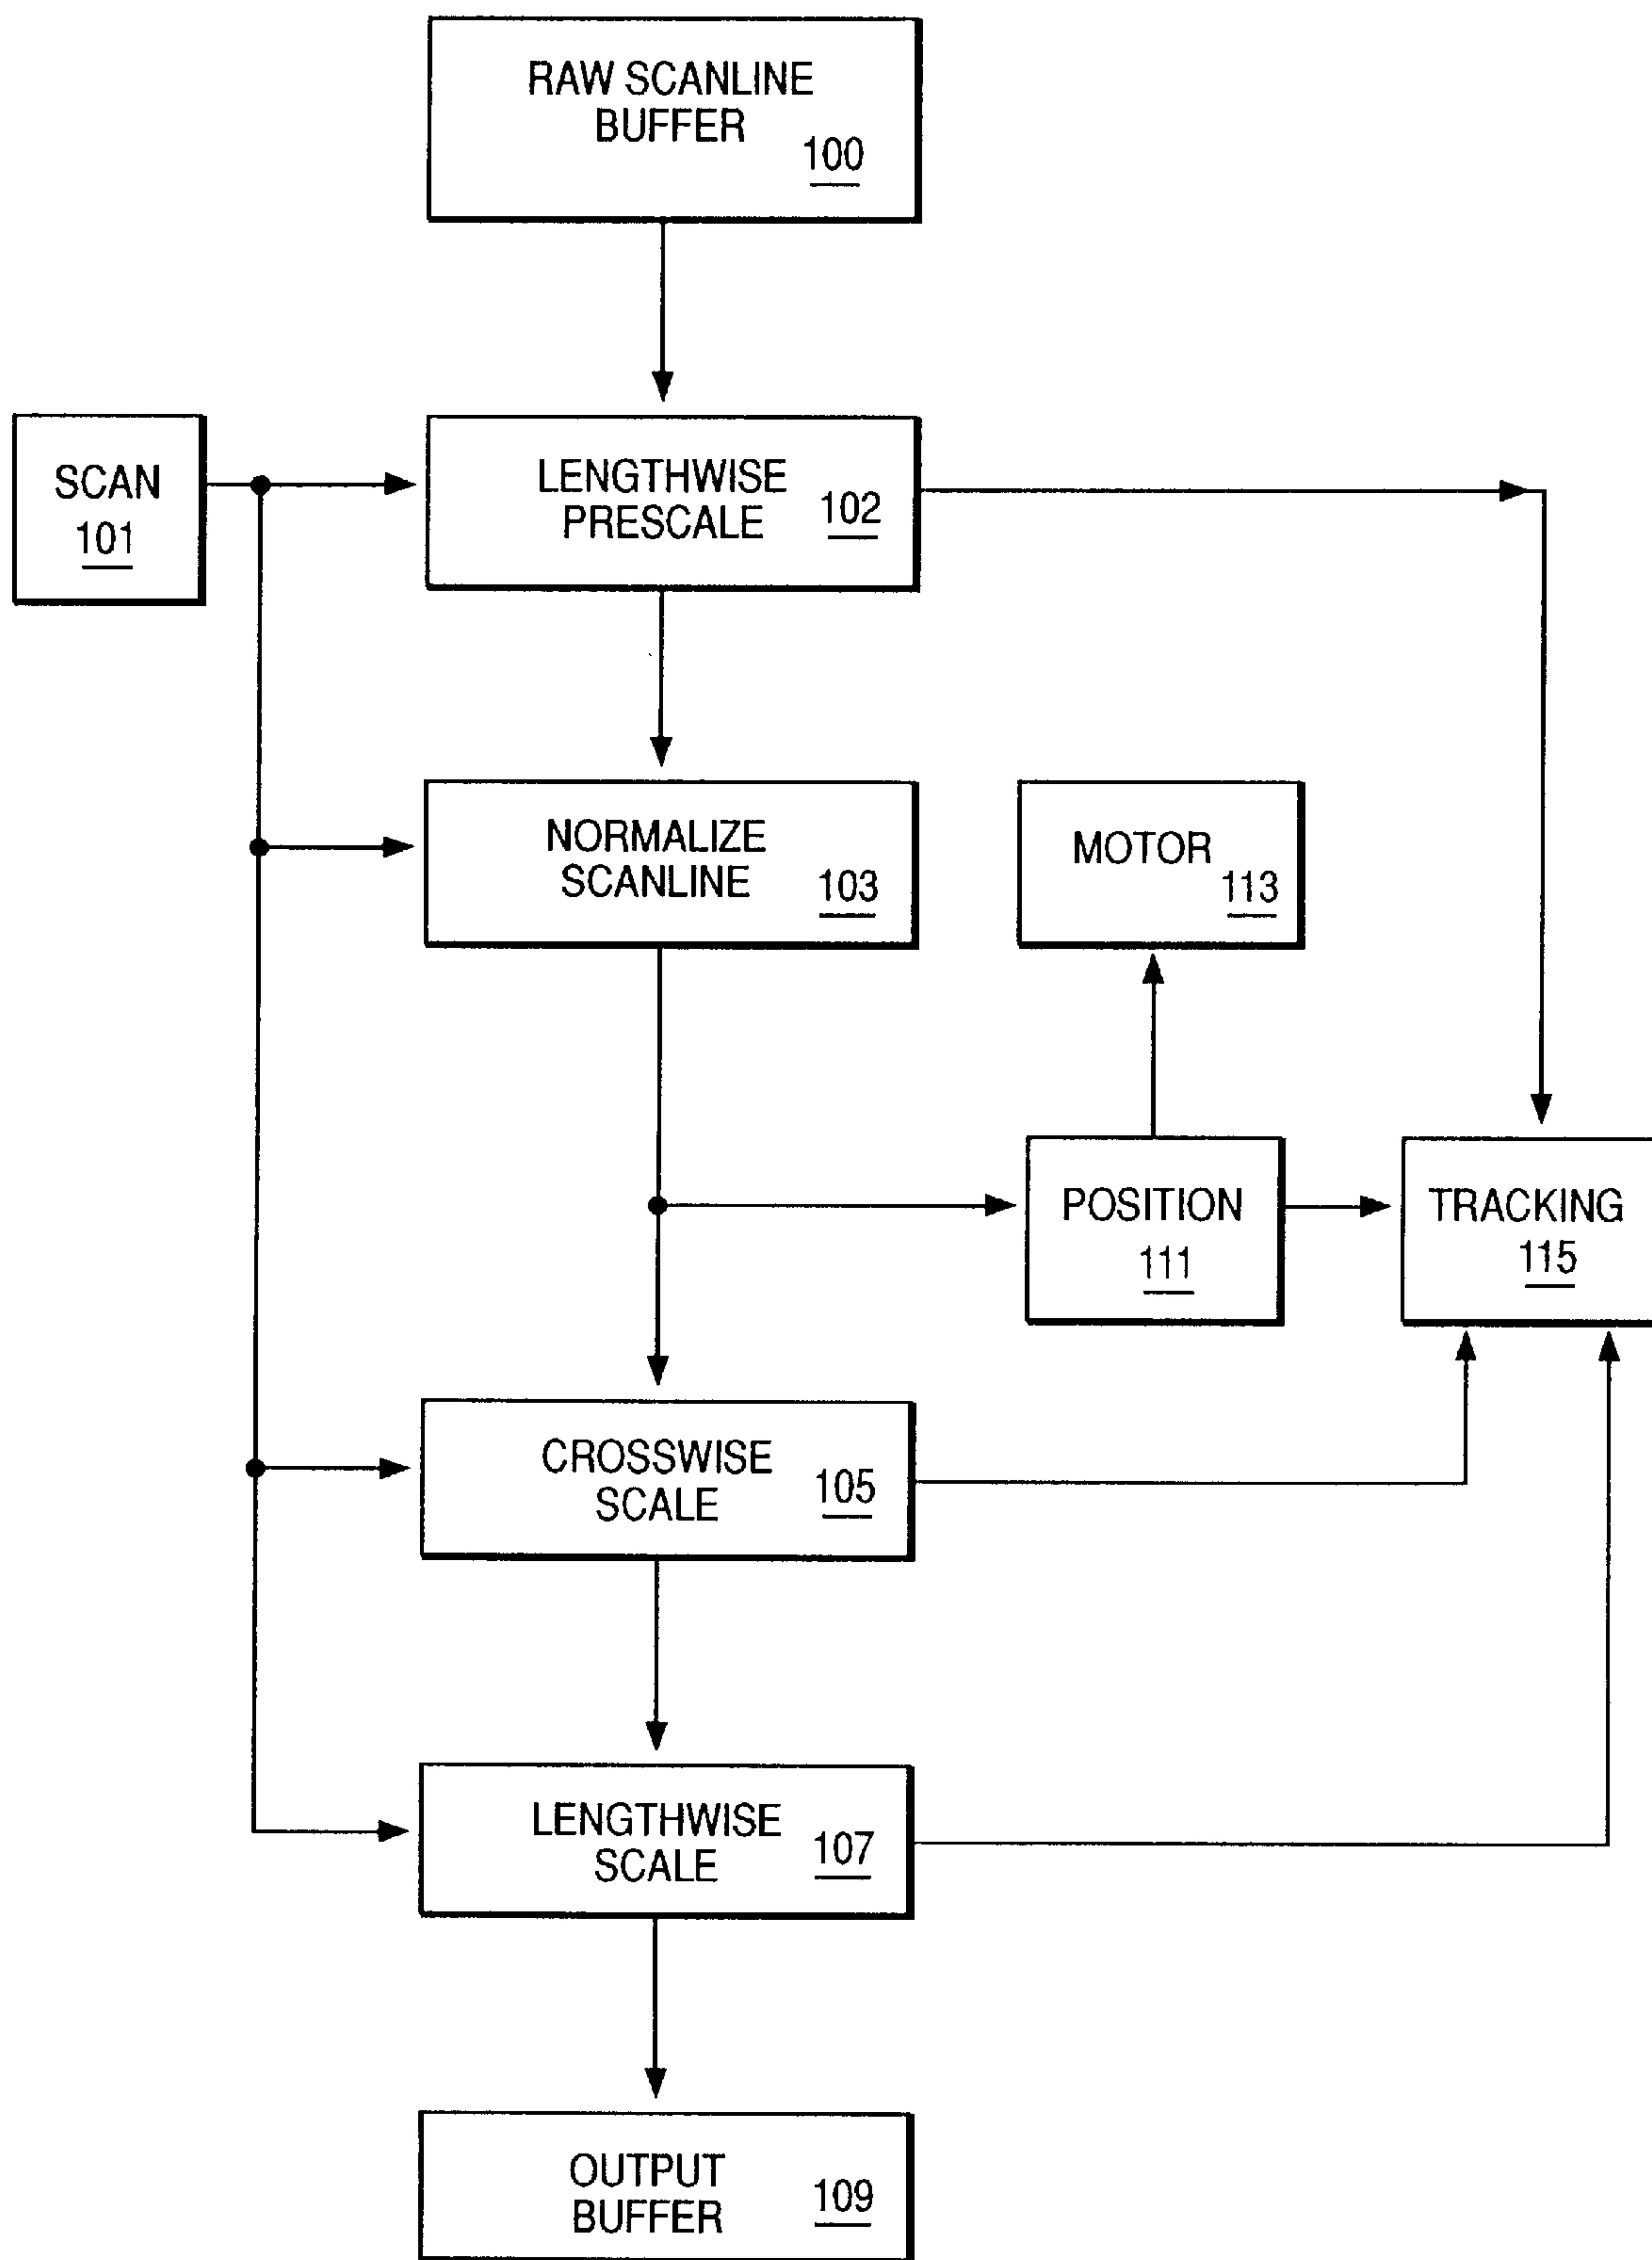 RAW SCANLINE
BUFFER
100
SCAN
101
LENGTHWISE
PRESCALE
102
NORMALIZE
SCANLINE
103
MOTOR
113
POSITION
111
TRACKING
115
CROSSWISE
SCALE
105
LENGTHWISE
SCALE
107
OUTPUT
BUFFER
109